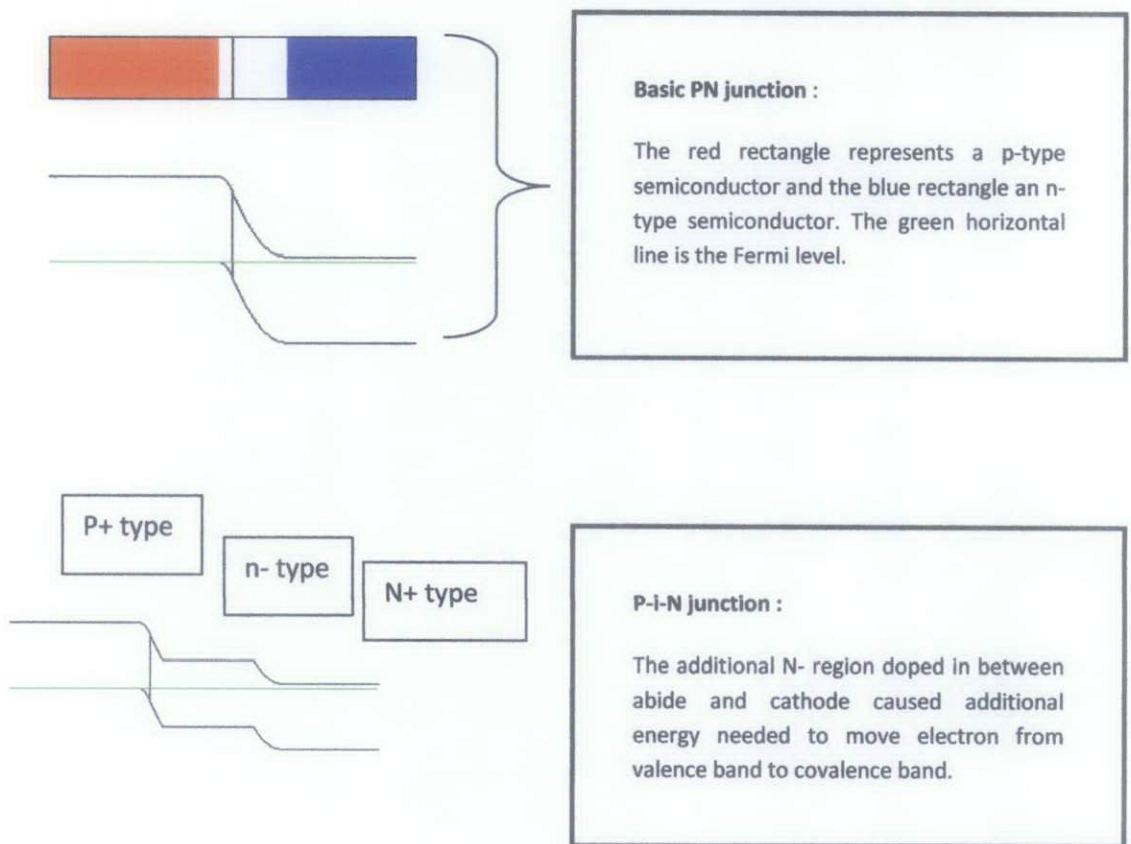 Basic PN junction :
The red rectangle represents a p-type
semiconductor and the blue rectangle an n-
type semiconductor. The green horizontal
line is the Fermi level.
P+ type
n- type
N+ type
P-i-N junction :
The additional N- region doped in between
abide and cathode caused additional
energy needed to move electron from
valence band to covalence band.